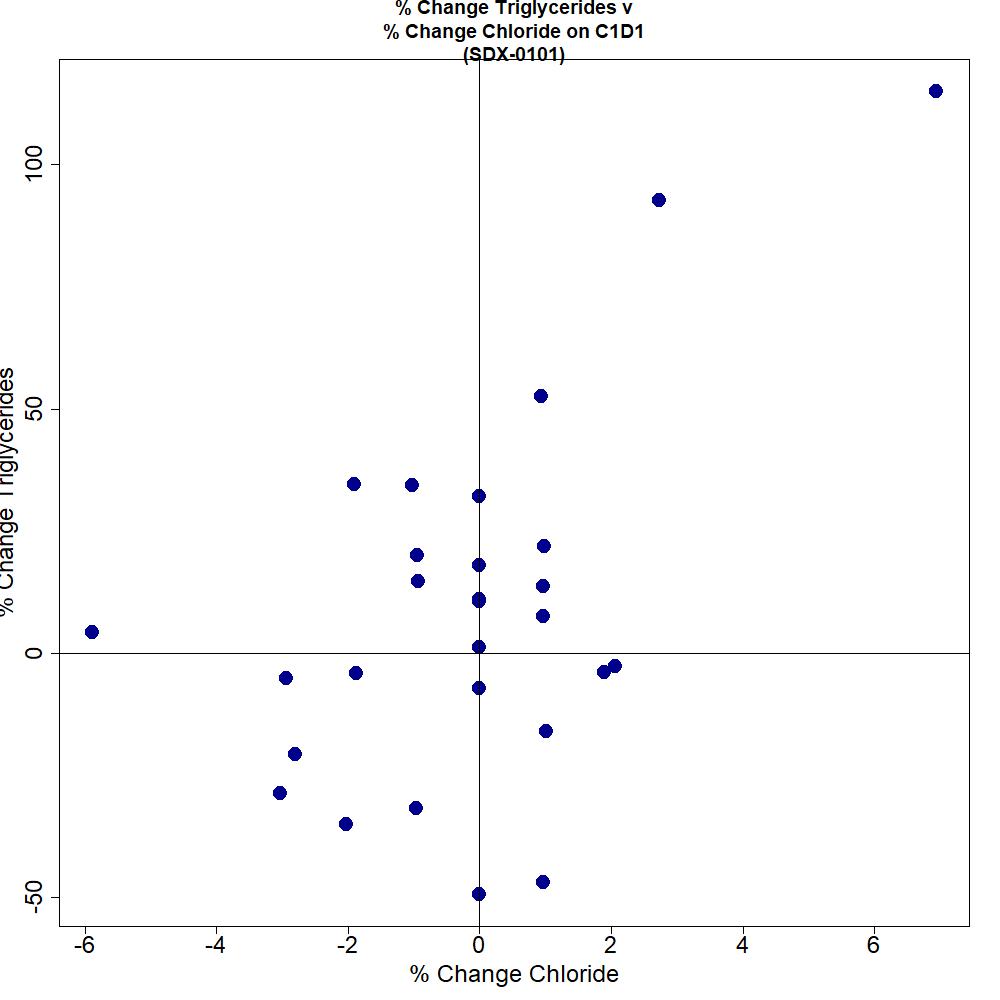 % Change Triglycerides v
% Change Chloride on C1D1
(SDX-0101)
% Change Triglycerides
100
50
0
-50
-6
-4
-2
0
2
4
6
% Change Chloride